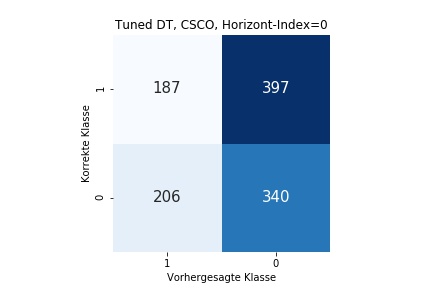 Tuned DT, CSCO, Horizont-Index=0
Korrekte Klasse
1 187 397
0 206 340
1 0
Vorhergesagte Klasse